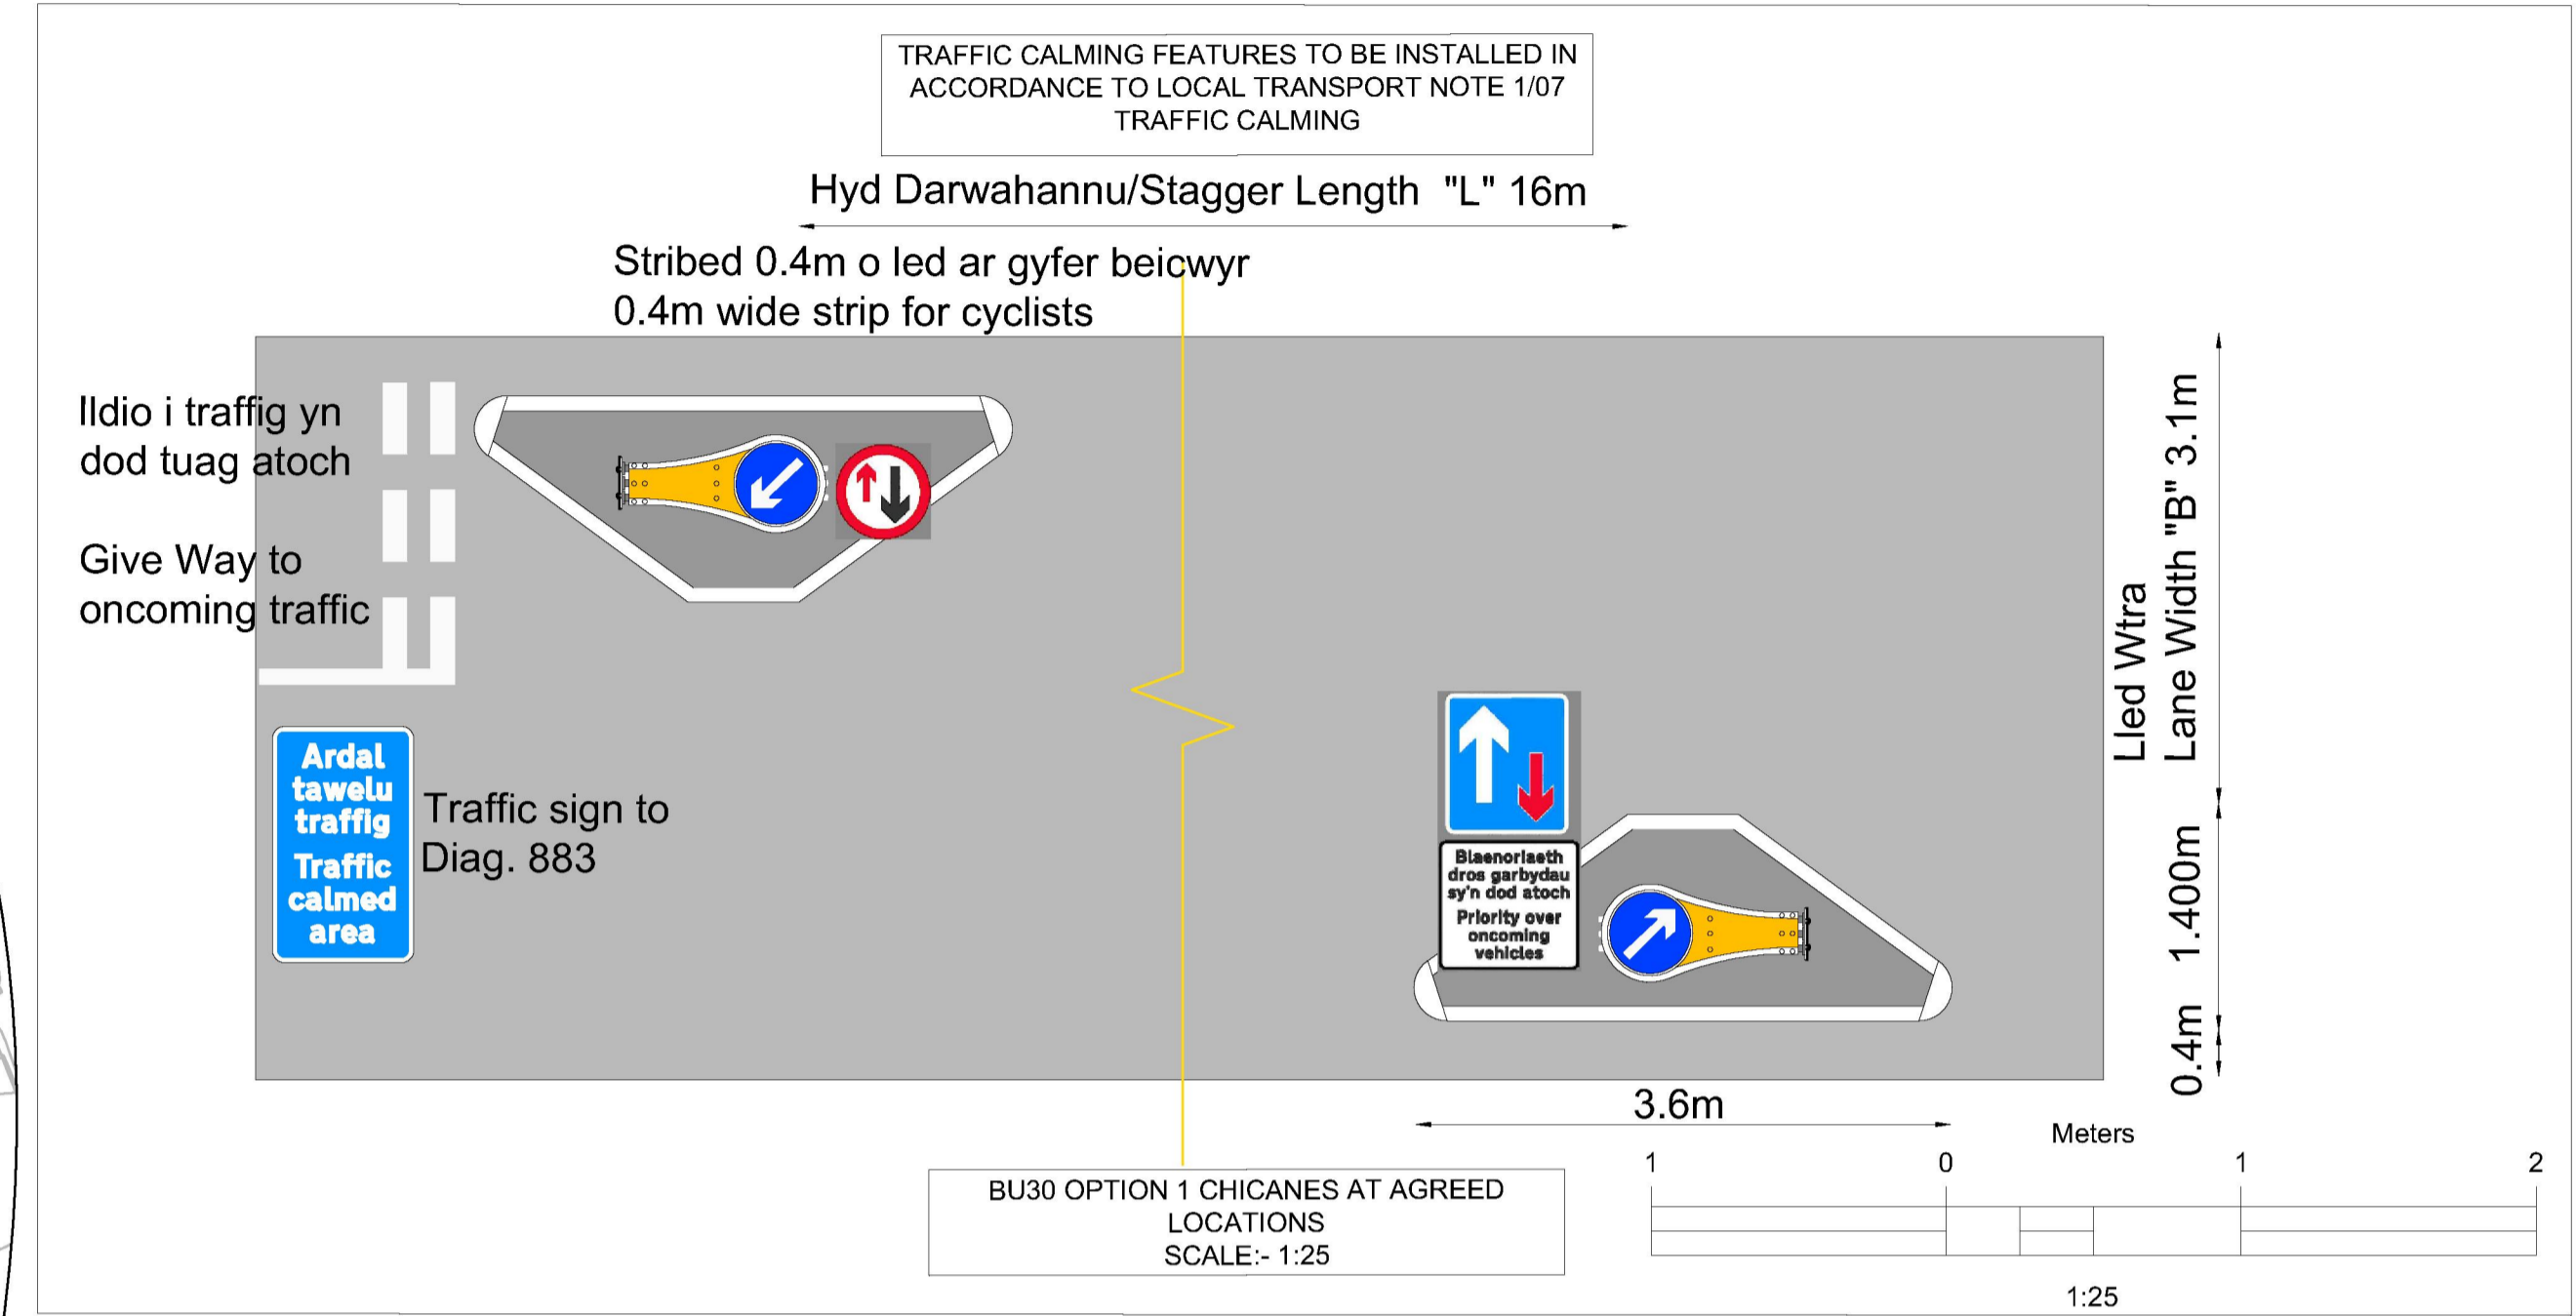 TRAFFIC CALMING FEATURES TO BE INSTALLED IN
ACCORDANCE TO LOCAL TRANSPORT NOTE 1/07
TRAFFIC CALMING
Hyd Darwahannu/Stagger Length "L" 16m
Stribed 0.4m o led ar gyfer beicwyr
0.4m wide strip for cyclists
Ildio i traffig yn
dod tuag atoch
Give Way to
oncoming traffic
Ardal
tawelu
traffig
Traffic
calmed
area
Traffic sign to
Diag. 883
Blaenoriaeth
dros garbydau
sy'n dod atoch
Priority over
oncoming
vehicles
Lled Wtra
Lane Width "B" 3.1m
1.400m
0.4m
3.6m
Meters
1 0 1 2
1:25
BU30 OPTION 1 CHICANES AT AGREED
LOCATIONS
SCALE:- 1:25